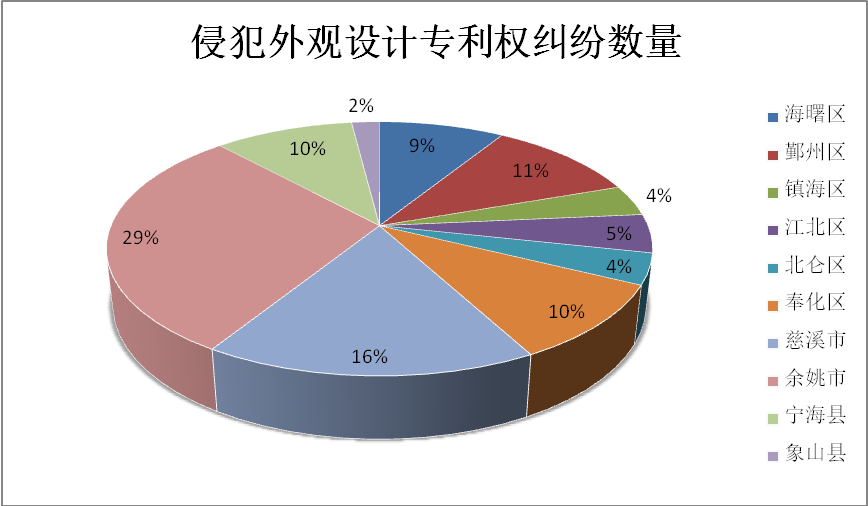 侵犯外观设计专利权纠纷数量
2%
9%
11%
4%
5%
4%
10%
16%
29%
10%
海曙区
鄞州区
镇海区
江北区
北仑区
奉化区
慈溪市
余姚市
宁海县
象山县